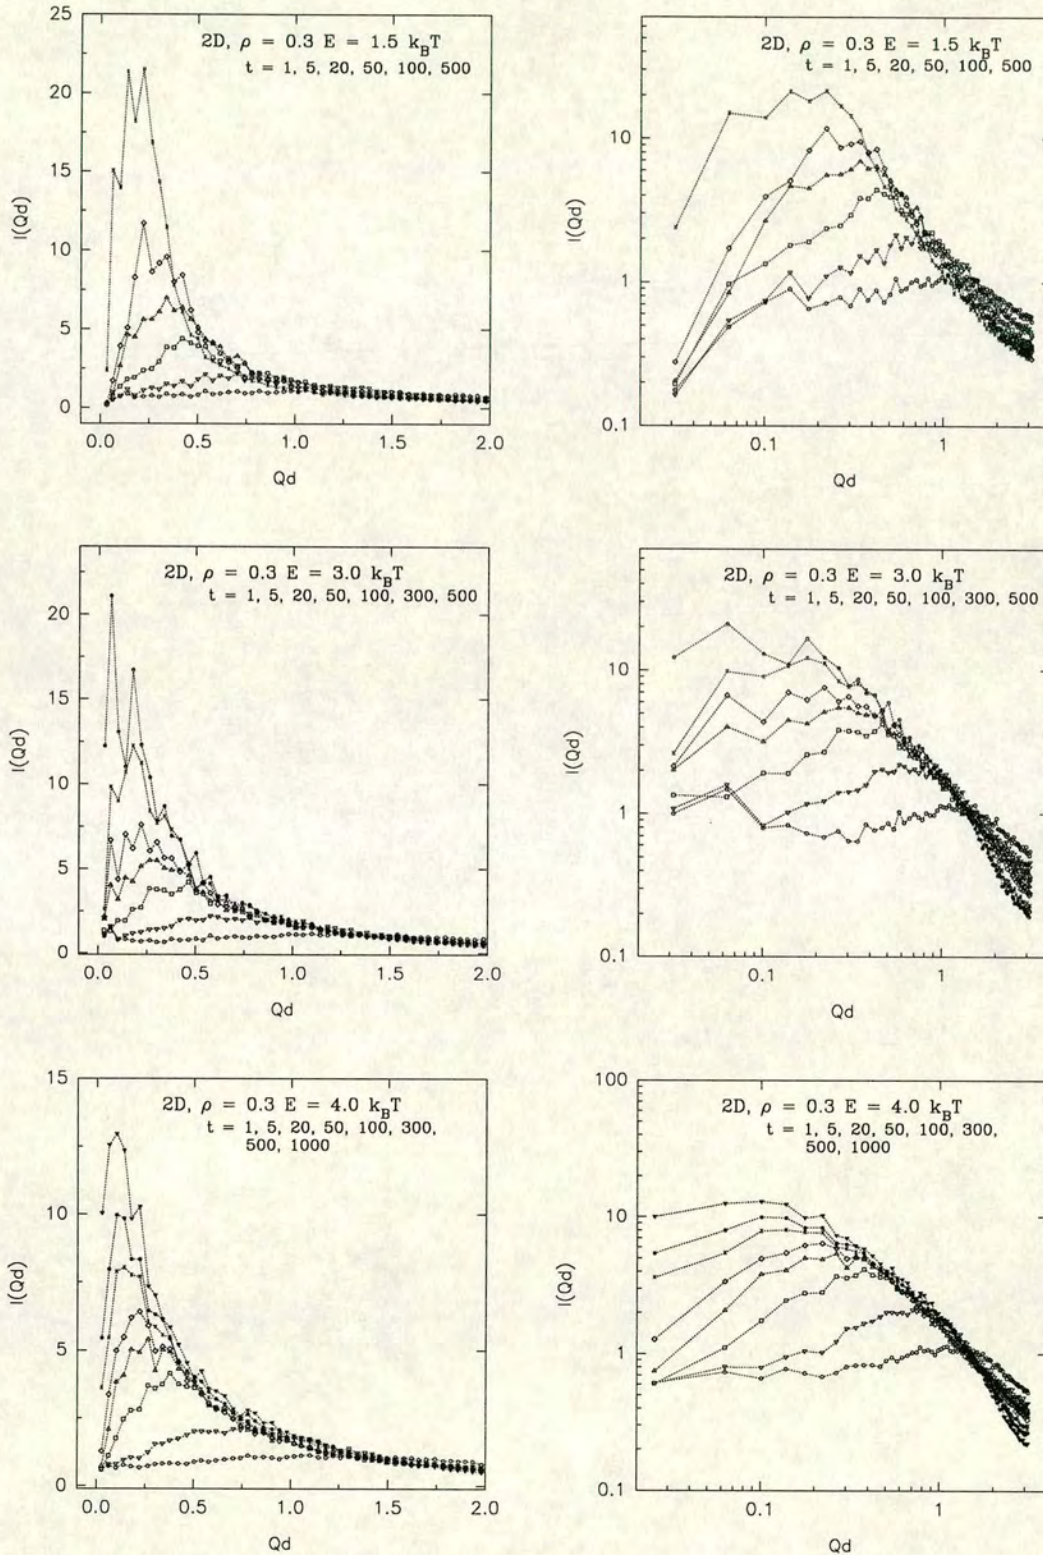 25
20
15
10
5
0
I(Qd)
2D, ρ = 0.3 E = 1.5 k_BT
t = 1, 5, 20, 50, 100, 500
0.0 0.5 1.0 1.5 2.0
Qd
10
1
0.1
I(Qd)
2D, ρ = 0.3 E = 1.5 k_BT
t = 1, 5, 20, 50, 100, 500
0.1 1
Qd
20
15
10
5
0
I(Qd)
2D, ρ = 0.3 E = 3.0 k_BT
t = 1, 5, 20, 50, 100, 300, 500
0.0 0.5 1.0 1.5 2.0
Qd
10
1
0.1
I(Qd)
2D, ρ = 0.3 E = 3.0 k_BT
t = 1, 5, 20, 50, 100, 300, 500
0.1 1
Qd
15
10
5
0
I(Qd)
2D, ρ = 0.3 E = 4.0 k_BT
t = 1, 5, 20, 50, 100, 300,
500, 1000
0.0 0.5 1.0 1.5 2.0
Qd
100
10
1
0.1
I(Qd)
2D, ρ = 0.3 E = 4.0 k_BT
t = 1, 5, 20, 50, 100, 300,
500, 1000
0.1 1
Qd